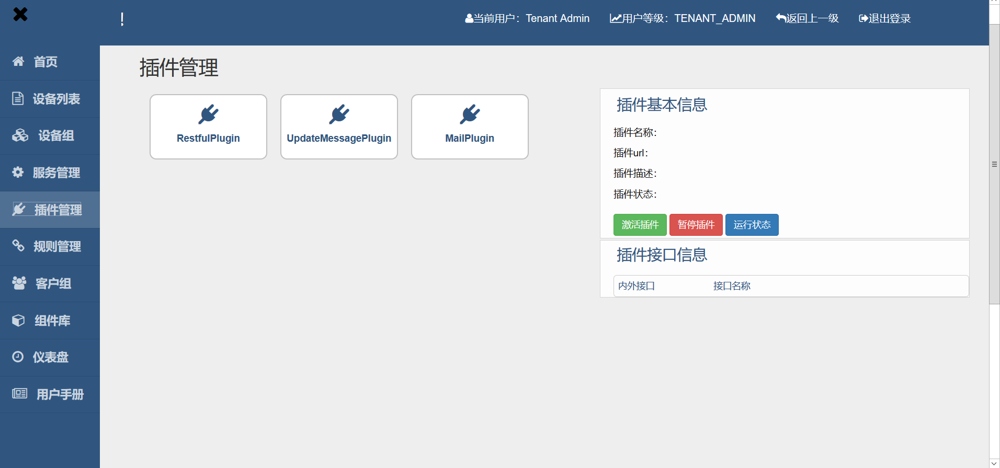 !
当前用户：Tenant Admin
用户等级：TENANT_ADMIN
返回上一级
退出登录
首页
设备列表
设备组
服务管理
插件管理
规则管理
客户组
组件库
仪表盘
用户手册
插件管理
RestfulPlugin
UpdateMessagePlugin
MailPlugin
插件基本信息
插件名称：
插件url：
插件描述：
插件状态：
激活插件 暂停插件 运行状态
插件接口信息
内外接口 接口名称